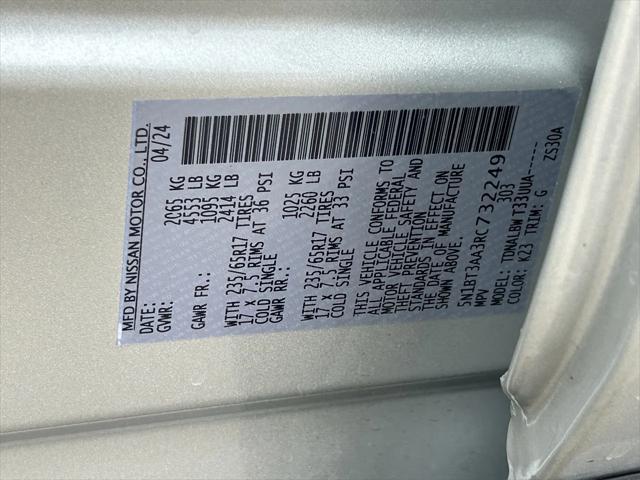 MFD.BY NISSAN MOTOR CO., LTD.
DATE: 04/24
GVWR: 2065 KG
4553 LB
GAWR FR.: 1095 KG
2414 LB
WITH 235/65R17 TIRES
17 x 7.5 RIMS AT 36 PSI
COLD SINGLE
GAWR RR.: 1025 KG
2260 LB
WITH 235/65R17 TIRES
17 x 7.5 RIMS AT 33 PSI
COLD SINGLE
THIS VEHICLE CONFORMS TO
ALL APPLICABLE FEDERAL
MOTOR VEHICLE SAFETY AND
THEFT PREVENTION
STANDARDS IN EFFECT ON
THE DATE OF MANUFACTURE
SHOWN ABOVE.
5N1BT3AA3RC732249
MPV 303
MODEL: TDMALBW T33UUA-----
COLOR: K23 TRIM: G ZS30A